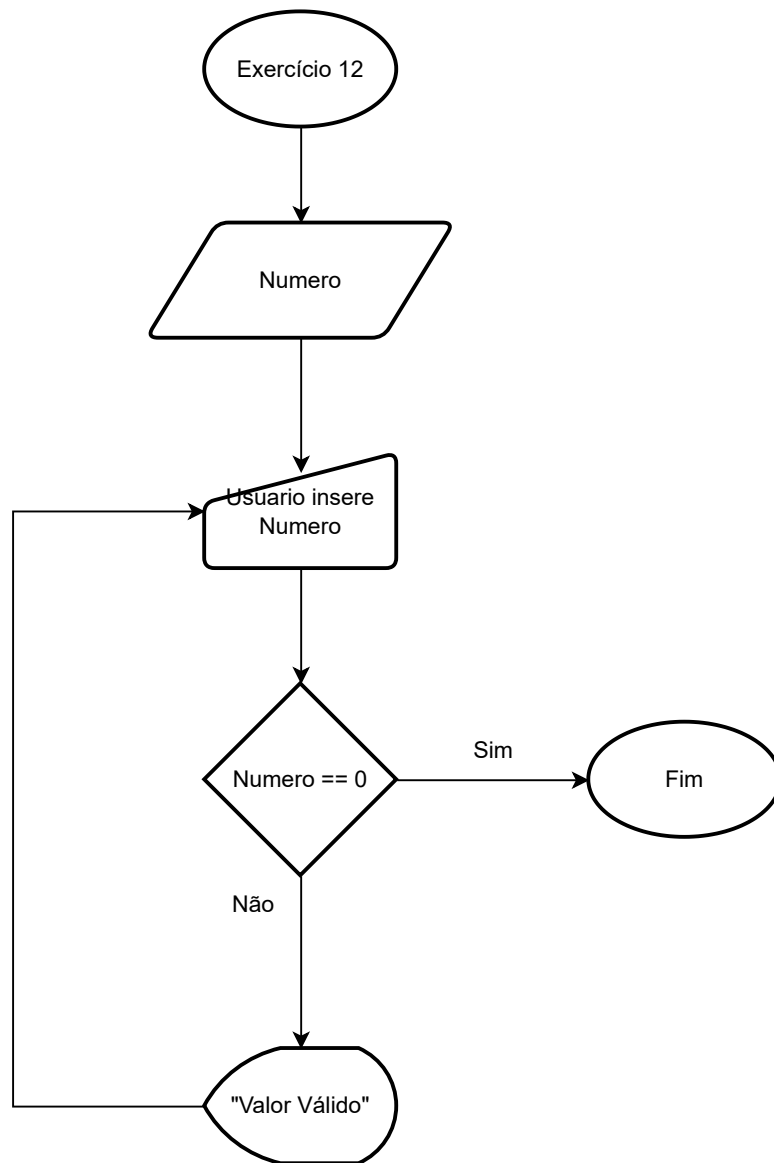 Exercício 12
Numero
Usuario insere
Numero
Numero == 0
Sim
Fim
Não
"Valor Válido"